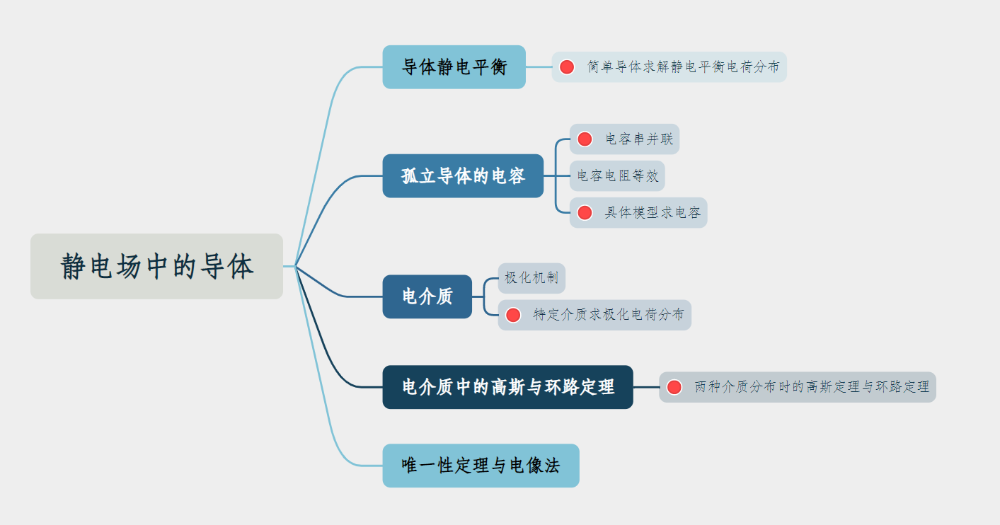 静电场中的导体
导体静电平衡
简单导体求解静电平衡电荷分布
孤立导体的电容
电容串并联
电容电阻等效
具体模型求电容
电介质
极化机制
特定介质求极化电荷分布
电介质中的高斯与环路定理
两种介质分布时的高斯定理与环路定理
唯一性定理与电像法